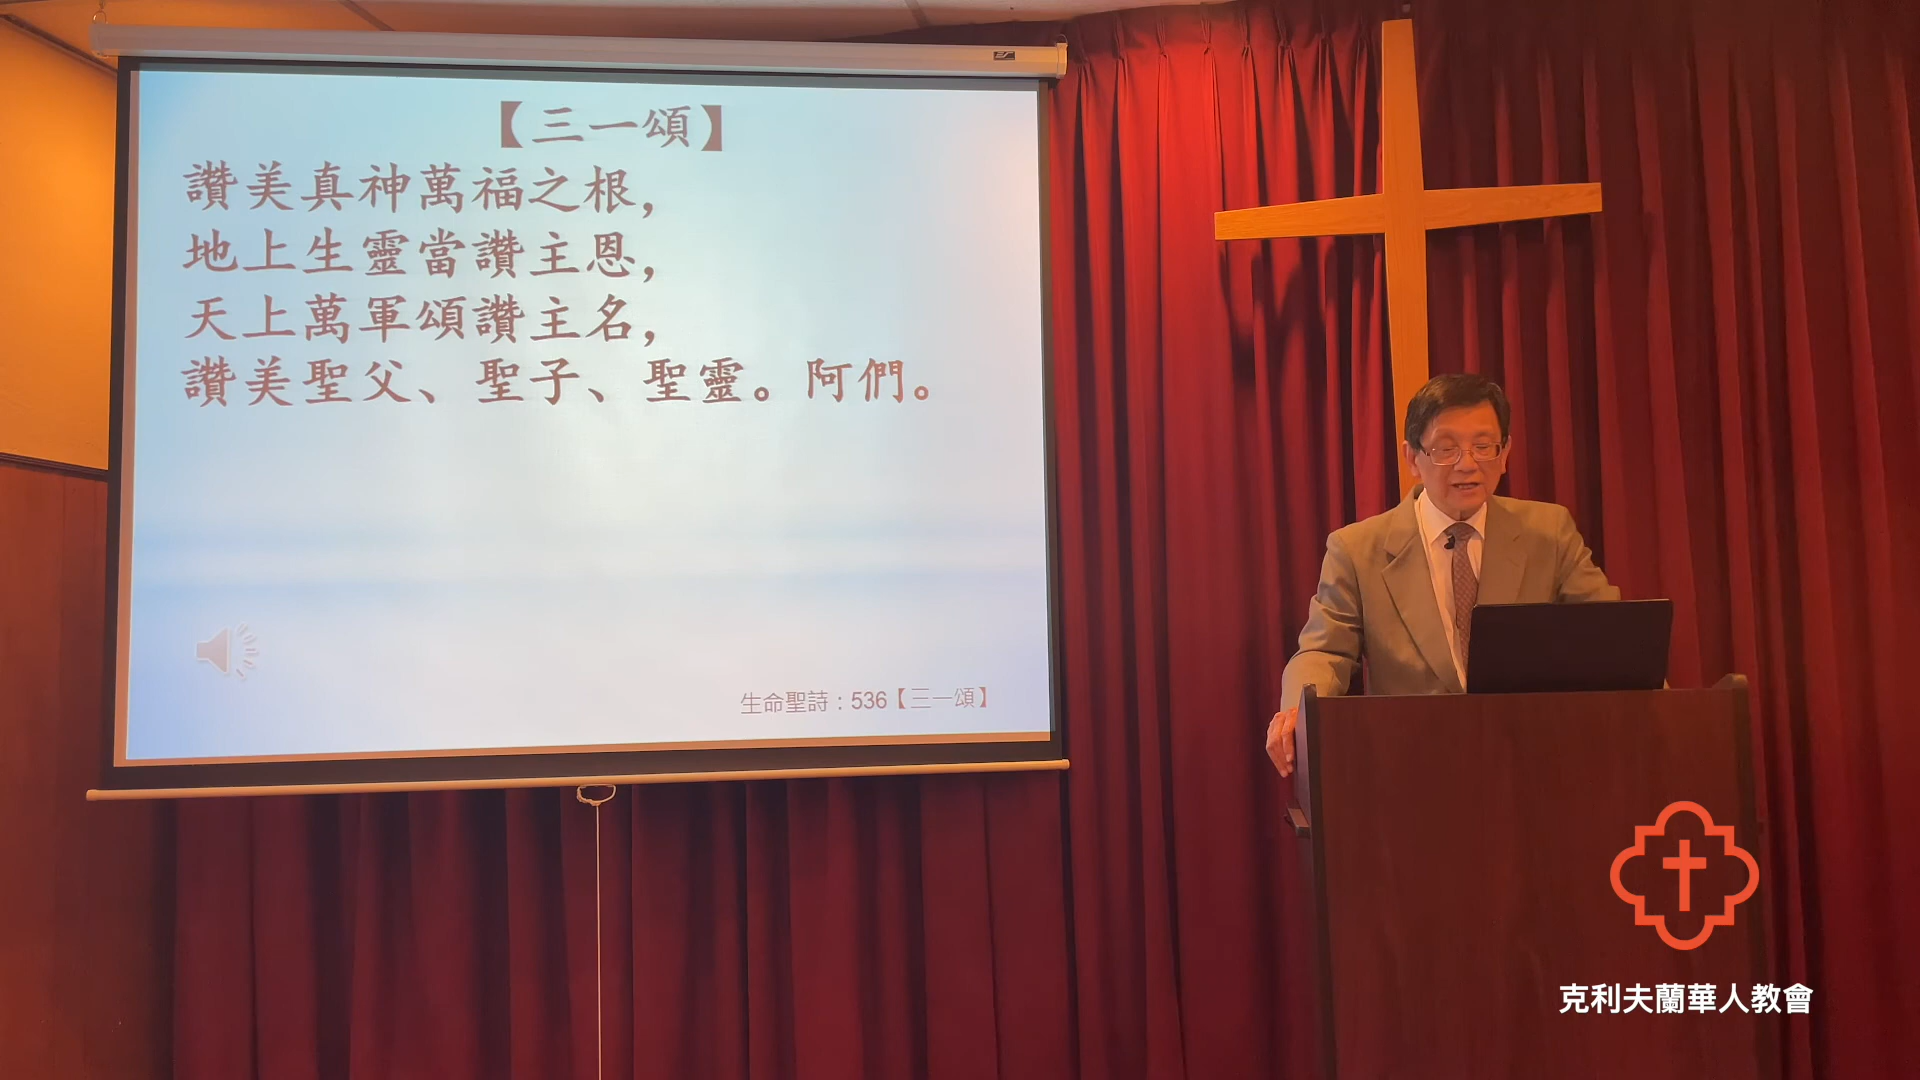 【三一頌】
讚美真神萬福之根，
地上生靈當讚主恩，
天上萬軍頌讚主名，
讚美聖父、聖子、聖靈。阿們。
生命聖詩：536【三一頌】
克利夫蘭華人教會